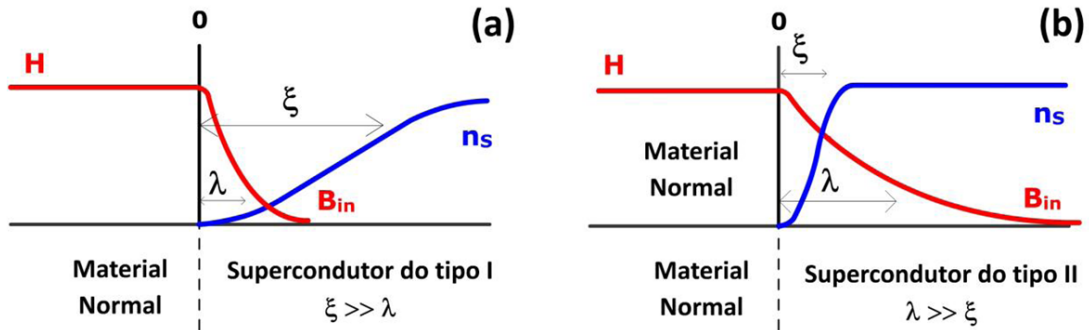 0
(a)
H
ξ
nₛ
λ
Bᵢₙ
Material
Normal
Supercondutor do tipo I
ξ >> λ
0
(b)
ξ
H
nₛ
Material
Normal
λ
Bᵢₙ
Material
Normal
Supercondutor do tipo II
λ >> ξ